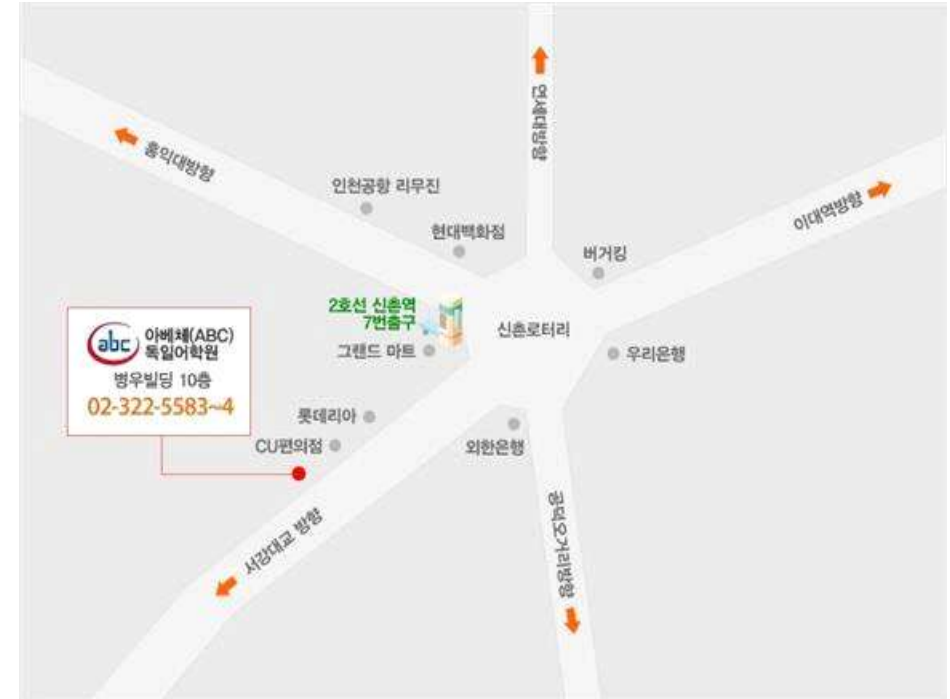 연세대방향
홍익대방향
인천공항 리무진
이대역방향
현대백화점
버거킹
2호선 신촌역
7번출구
신촌로터리
abc
아베체(ABC)
독일어학원
병우빌딩 10층
02-322-5583~4
그랜드 마트
우리은행
롯데리아
CU편의점
외한은행
서강대교 방향
공덕오거리방향